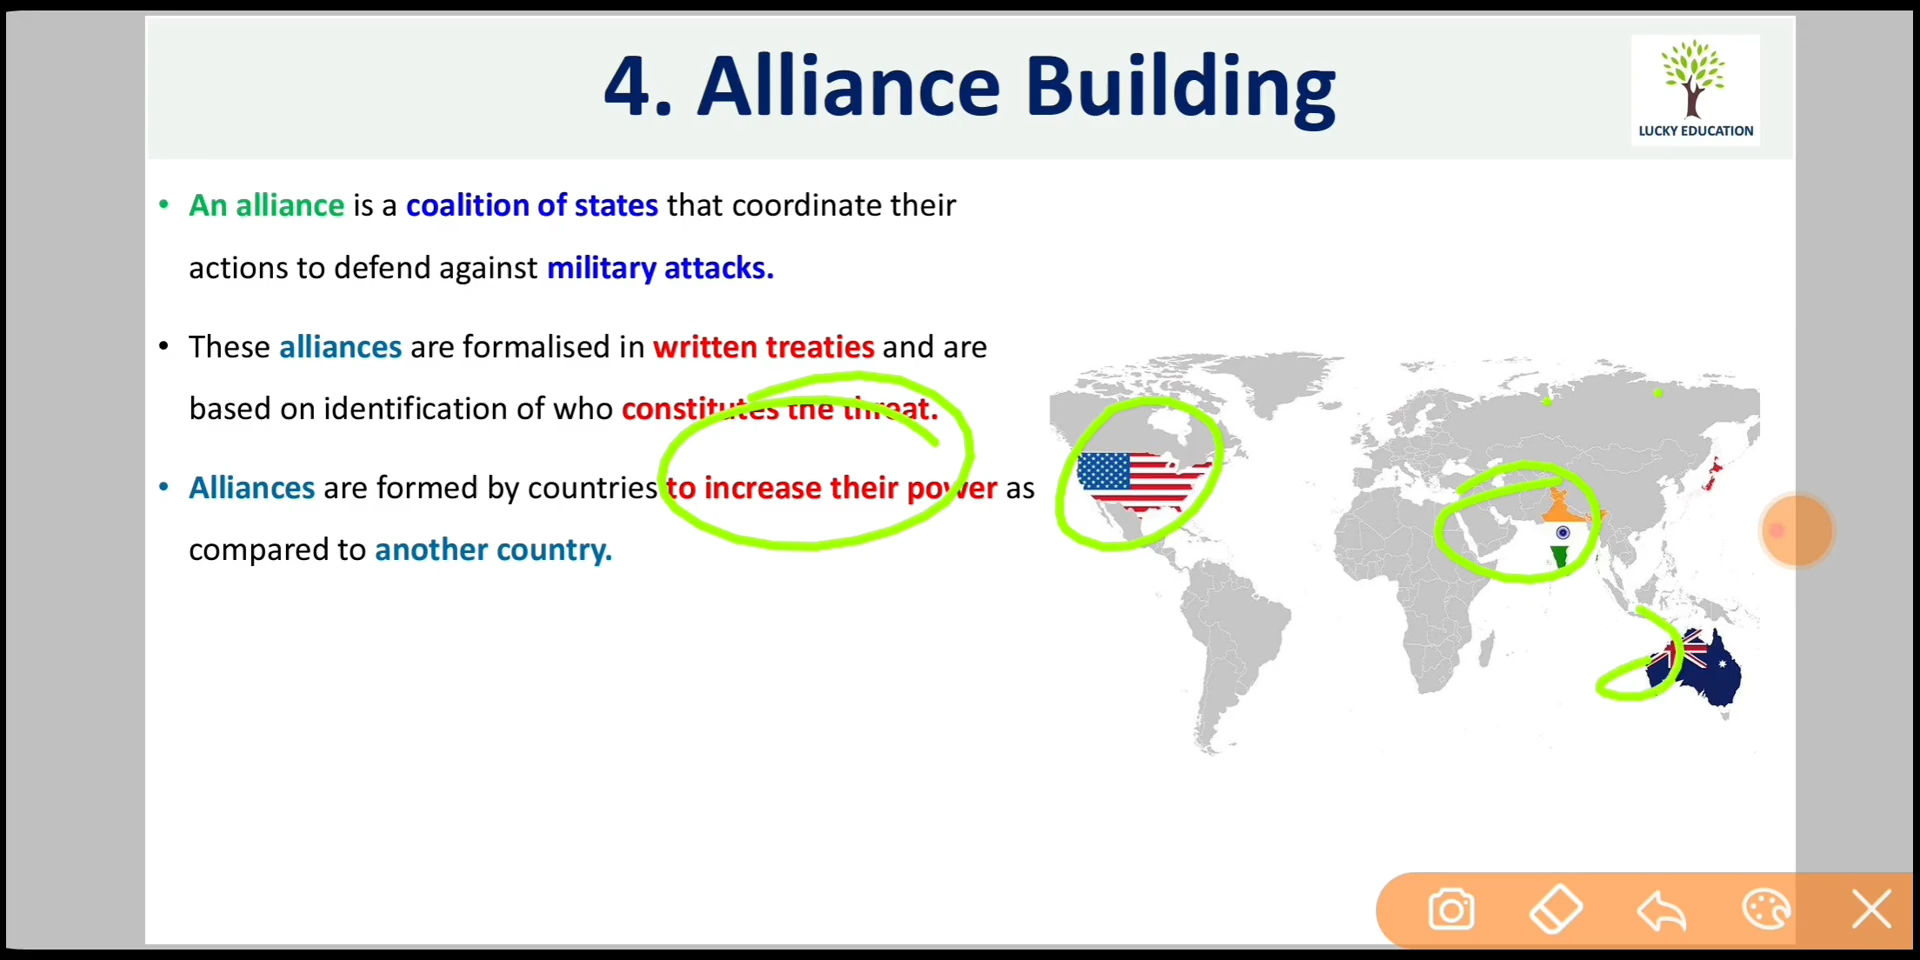 4. Alliance Building
LUCKY EDUCATION
• An alliance is a coalition of states that coordinate their
actions to defend against military attacks.
• These alliances are formalised in written treaties and are
based on identification of who constitutes the threat.
• Alliances are formed by countries to increase their power as
compared to another country.